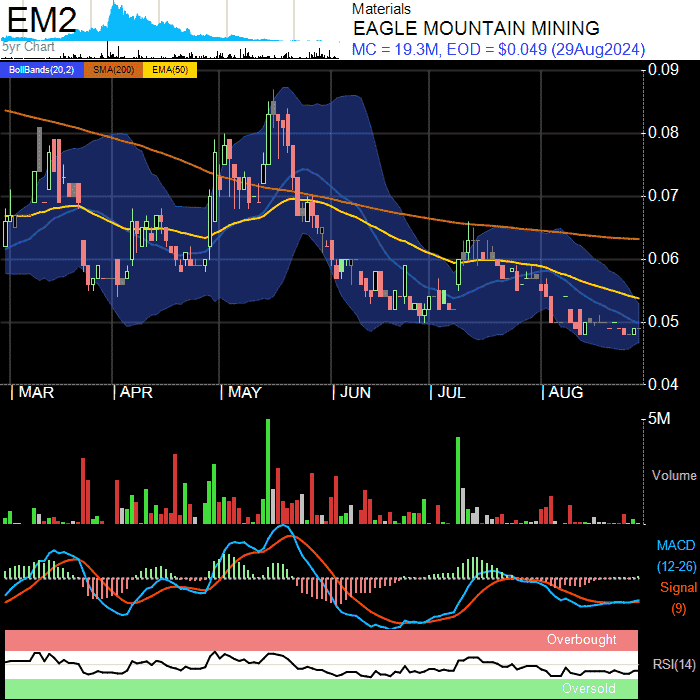 EM2
5yr Chart
Materials
EAGLE MOUNTAIN MINING
MC = 19.3M, EOD = $0.049 (29Aug2024)
BollBands(20,2) SMA(200) EMA(50)
0.09
0.08
0.07
0.06
0.05
0.04
MAR APR MAY JUN JUL AUG
5M
Volume
MACD
(12-26)
Signal
(9)
Overbought
RSI(14)
Oversold